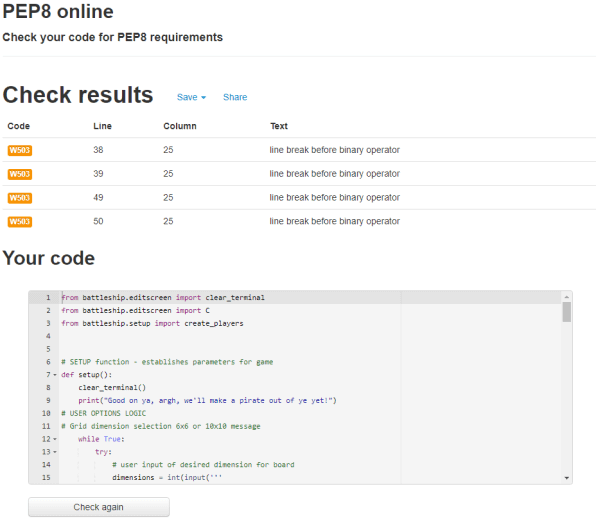 PEP8 online
Check your code for PEP8 requirements
Check results Save Share
Code Line Column Text
W503 38 25 line break before binary operator
W503 39 25 line break before binary operator
W503 49 25 line break before binary operator
W503 50 25 line break before binary operator
Your code
1 from battleship.editscreen import clear_terminal
2 from battleship.editscreen import C
3 from battleship.setup import create_players
4
5
6 # SETUP function - establishes parameters for game
7 def setup():
8 clear_terminal()
9 print("Good on ya, argh, we'll make a pirate out of ye yet!")
10 # USER OPTIONS LOGIC
11 # Grid dimension selection 6x6 or 10x10 message
12 while True:
13 try:
14 # user input of desired dimension for board
15 dimensions = int(input('''
Check again